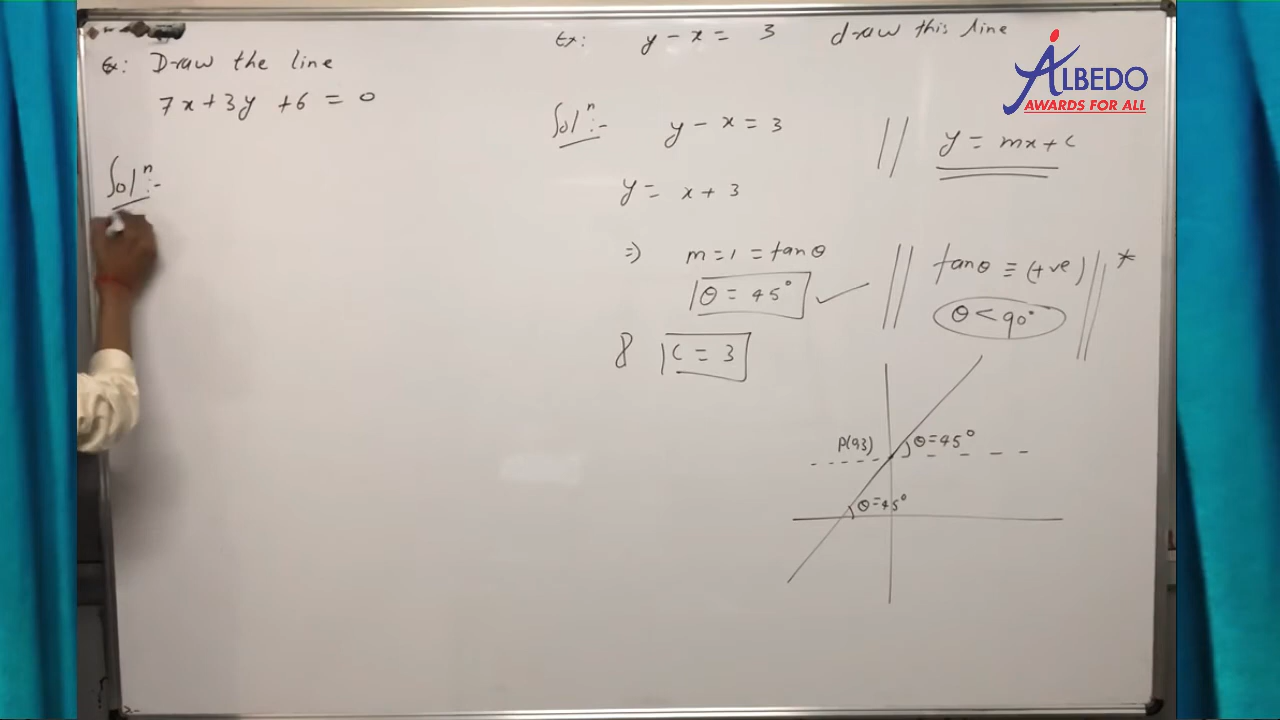 Ex: Draw the line
7x+3y +6 = 0
Solⁿ:-
Ex: y-x= 3 draw this line
Solⁿ:- y-x=3 // y= mx+c
y= x+3
=) m=1=tanθ // tanθ ≡ (+ve) // *
θ= 45° ✓ θ<90°
& c = 3
P(0,3) θ=45°
θ=45°
ALBEDO
AWARDS FOR ALL